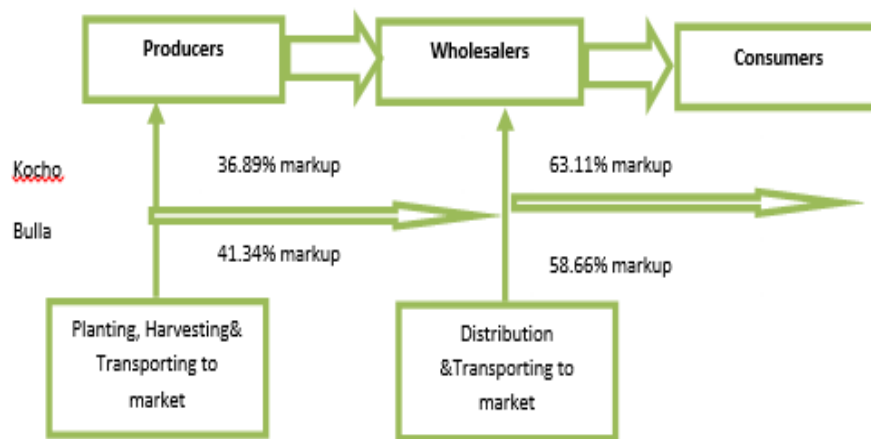 Producers
Wholesalers
Consumers
Kocho
36.89% markup
63.11% markup
Bulla
41.34% markup
58.66% markup
Planting, Harvesting&
Transporting to
market
Distribution
&Transporting to
market